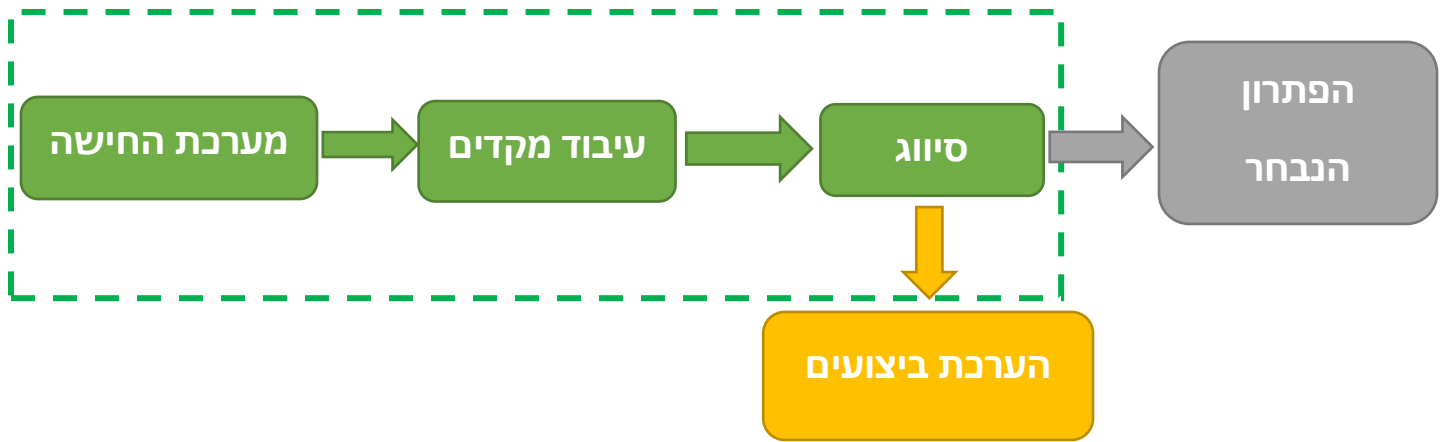 מערכת החישה
עיבוד מקדים
סיווג
הפתרון
הנבחר
הערכת ביצועים